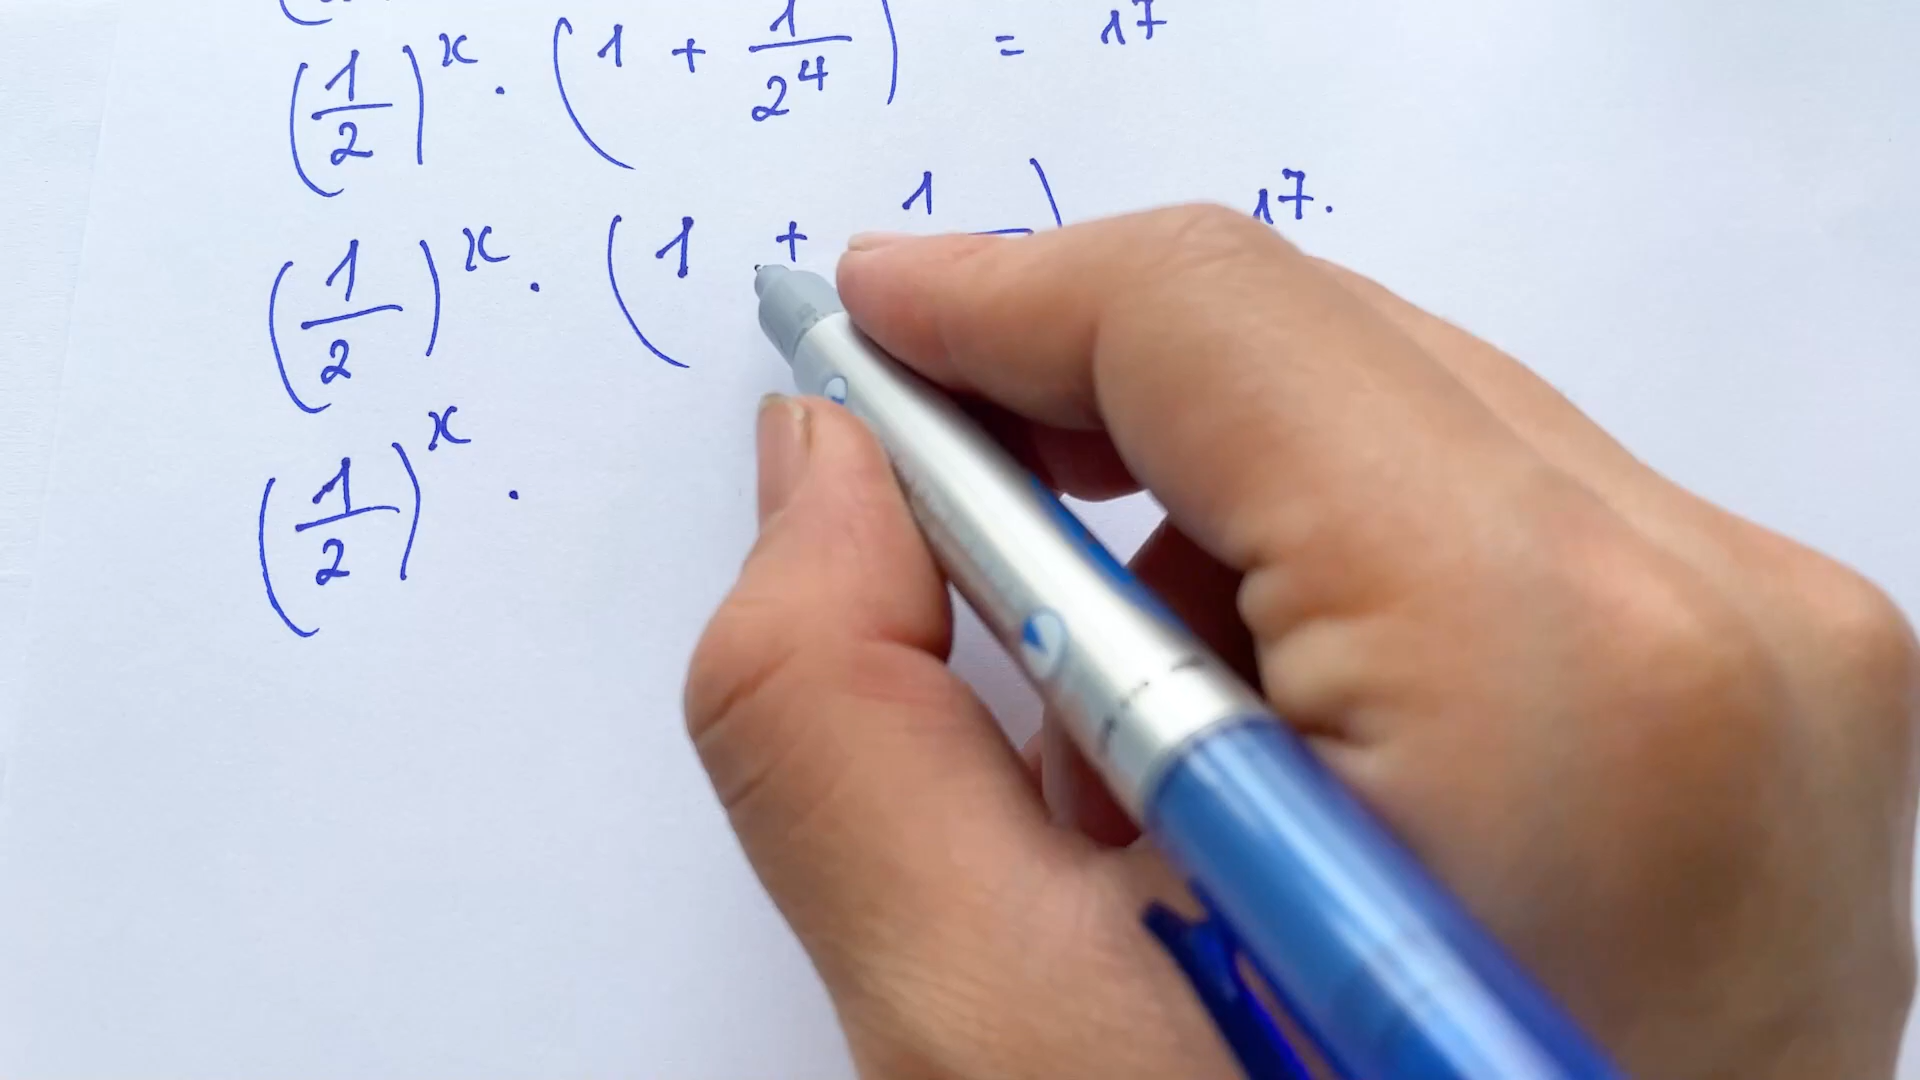 (1/2)^x · (1 + 1/2^4) = 17
(1/2)^x · (1 + 1 ) 17.
(1/2)^x ·